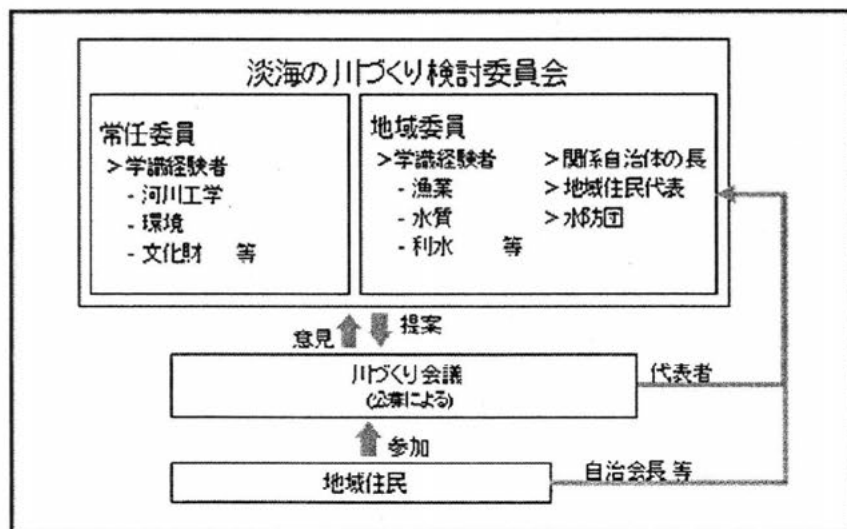 淡海の川づくり検討委員会
常任委員
>学識経験者
- 河川工学
- 環境
- 文化財 等
地域委員
>学識経験者
- 漁業
- 水質
- 利水 等
>関係自治体の長
>地域住民代表
>水防団
意見
提案
川づくり会議
(公募による)
代表者
参加
地域住民
自治会長 等